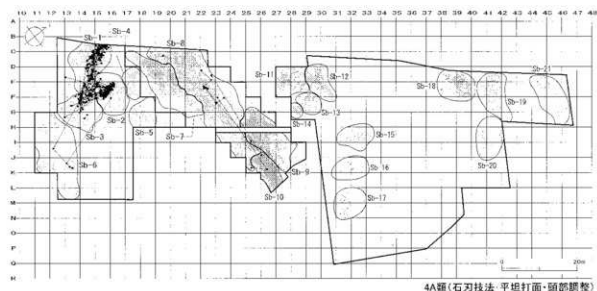 10 11 12 13 14 15 16 17 18 19 20 21 22 23 24 25 26 27 28 29 30 31 32 33 34 35 36 37 38 39 40 41 42 43 44 45 46 47
A
B
C
D
E
F
G
H
I
J
K
L
M
N
O
P
Q
Sb-4
Sb-1
Sb-8
Sb-11
Sb-12
Sb-18
Sb-21
Sb-19
Sb-2
Sb-13
Sb-14
Sb-3
Sb-5
Sb-7
Sb-15
Sb-20
Sb-6
Sb-9
Sb-16
Sb-10
Sb-17
0 20m
4A類(石刃技法・平坦打面・頭部調整)